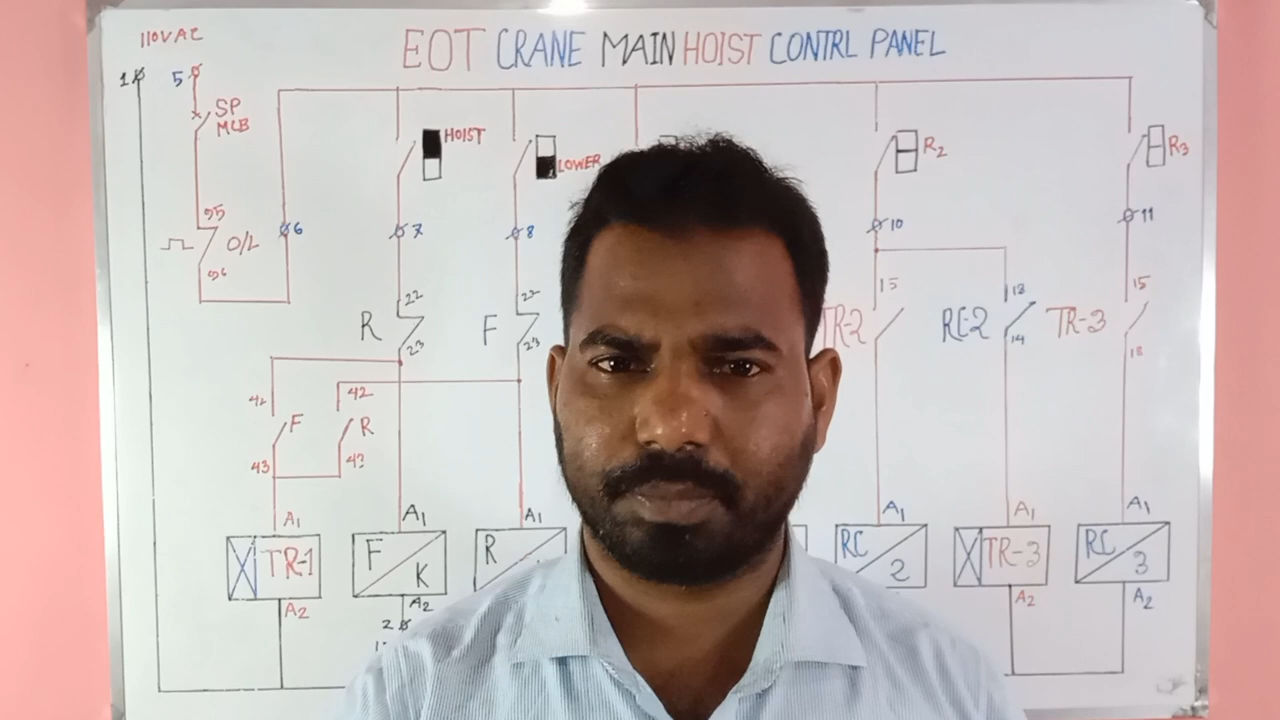 110V AC
EOT CRANE MAIN HOIST CONTRL PANEL
1 5
SP
MCB
HOIST
LOWER
R2
R3
95
O/L
96
6 7 8 10 11
22 22
R F
23 23
15 13 15
TR-2 RC-2 TR-3
14 18
42 42
F R
43 43
A1 A1 A1 A1 A1 A1
TR-1 F K R RC 2 TR-3 RC 3
A2 A2 A2 A2
2